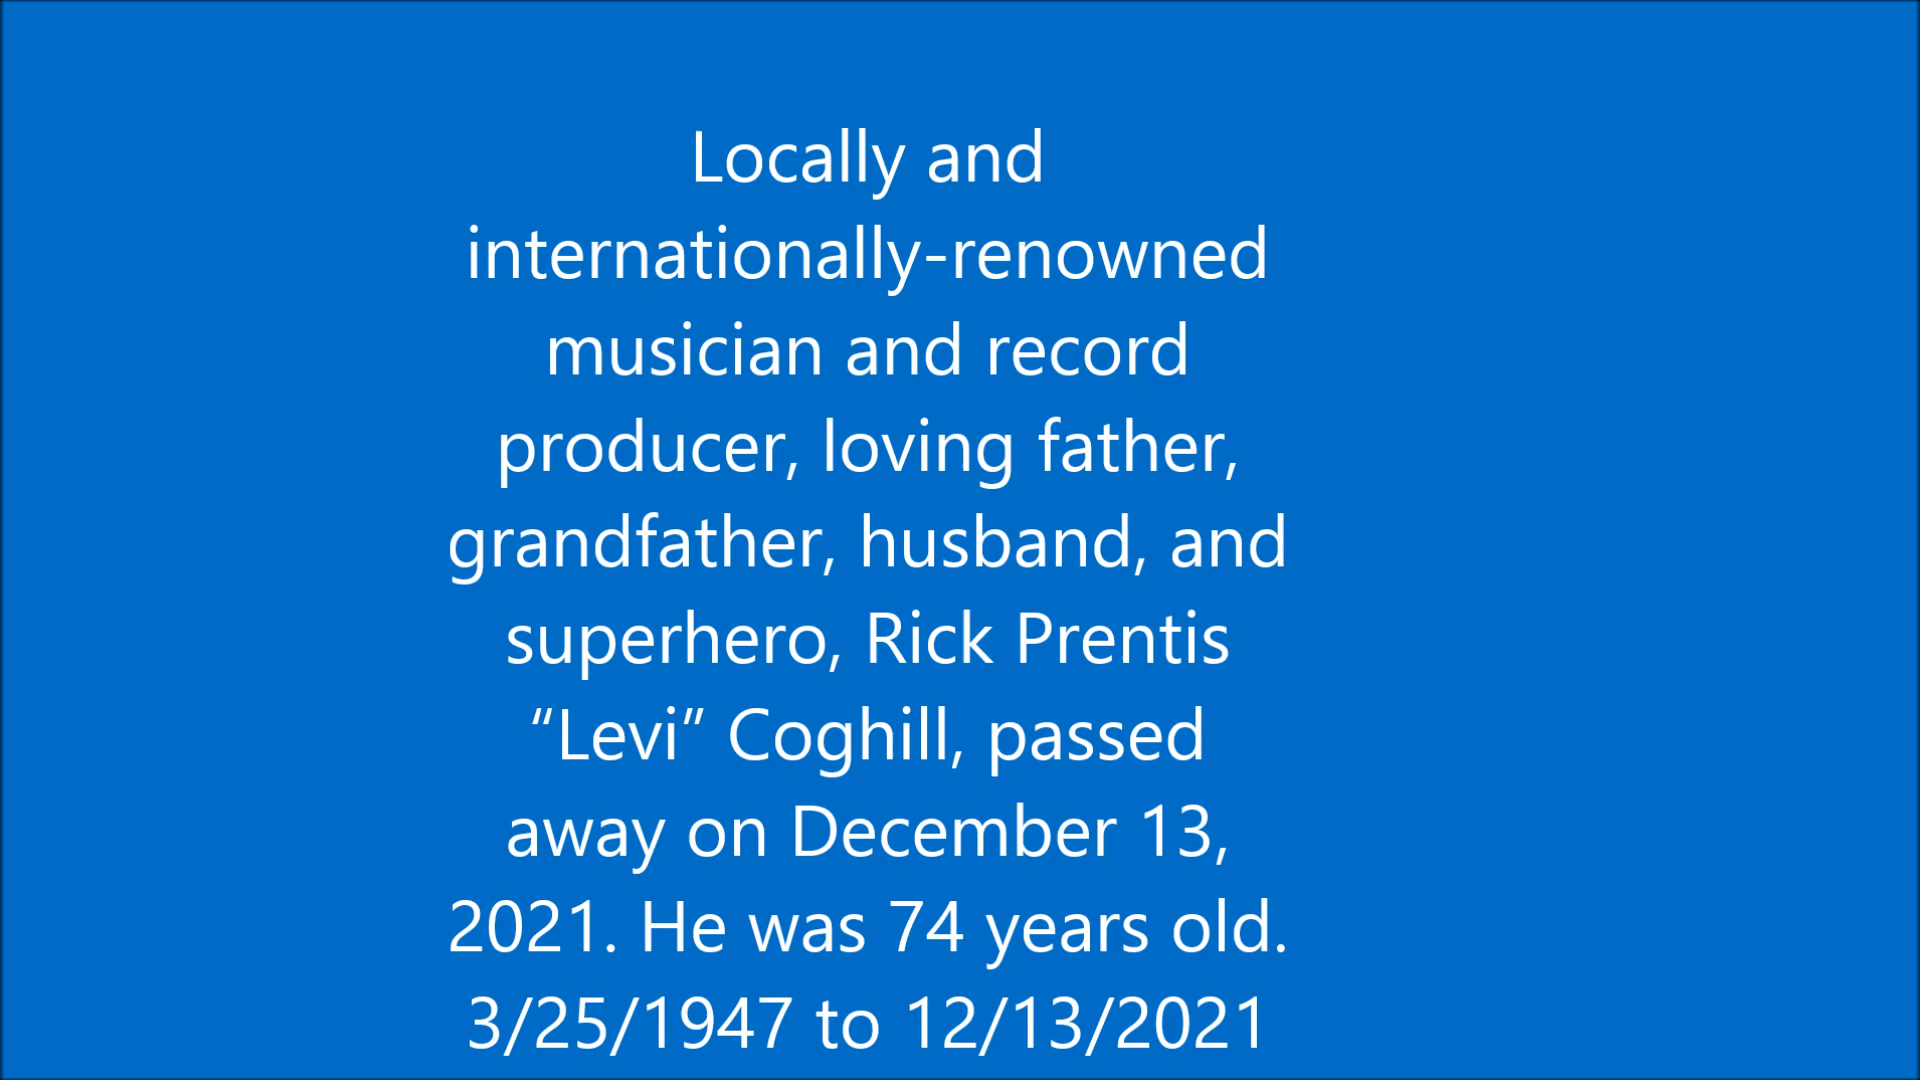 Locally and
internationally-renowned
musician and record
producer, loving father,
grandfather, husband, and
superhero, Rick Prentis
“Levi” Coghill, passed
away on December 13,
2021. He was 74 years old.
3/25/1947 to 12/13/2021